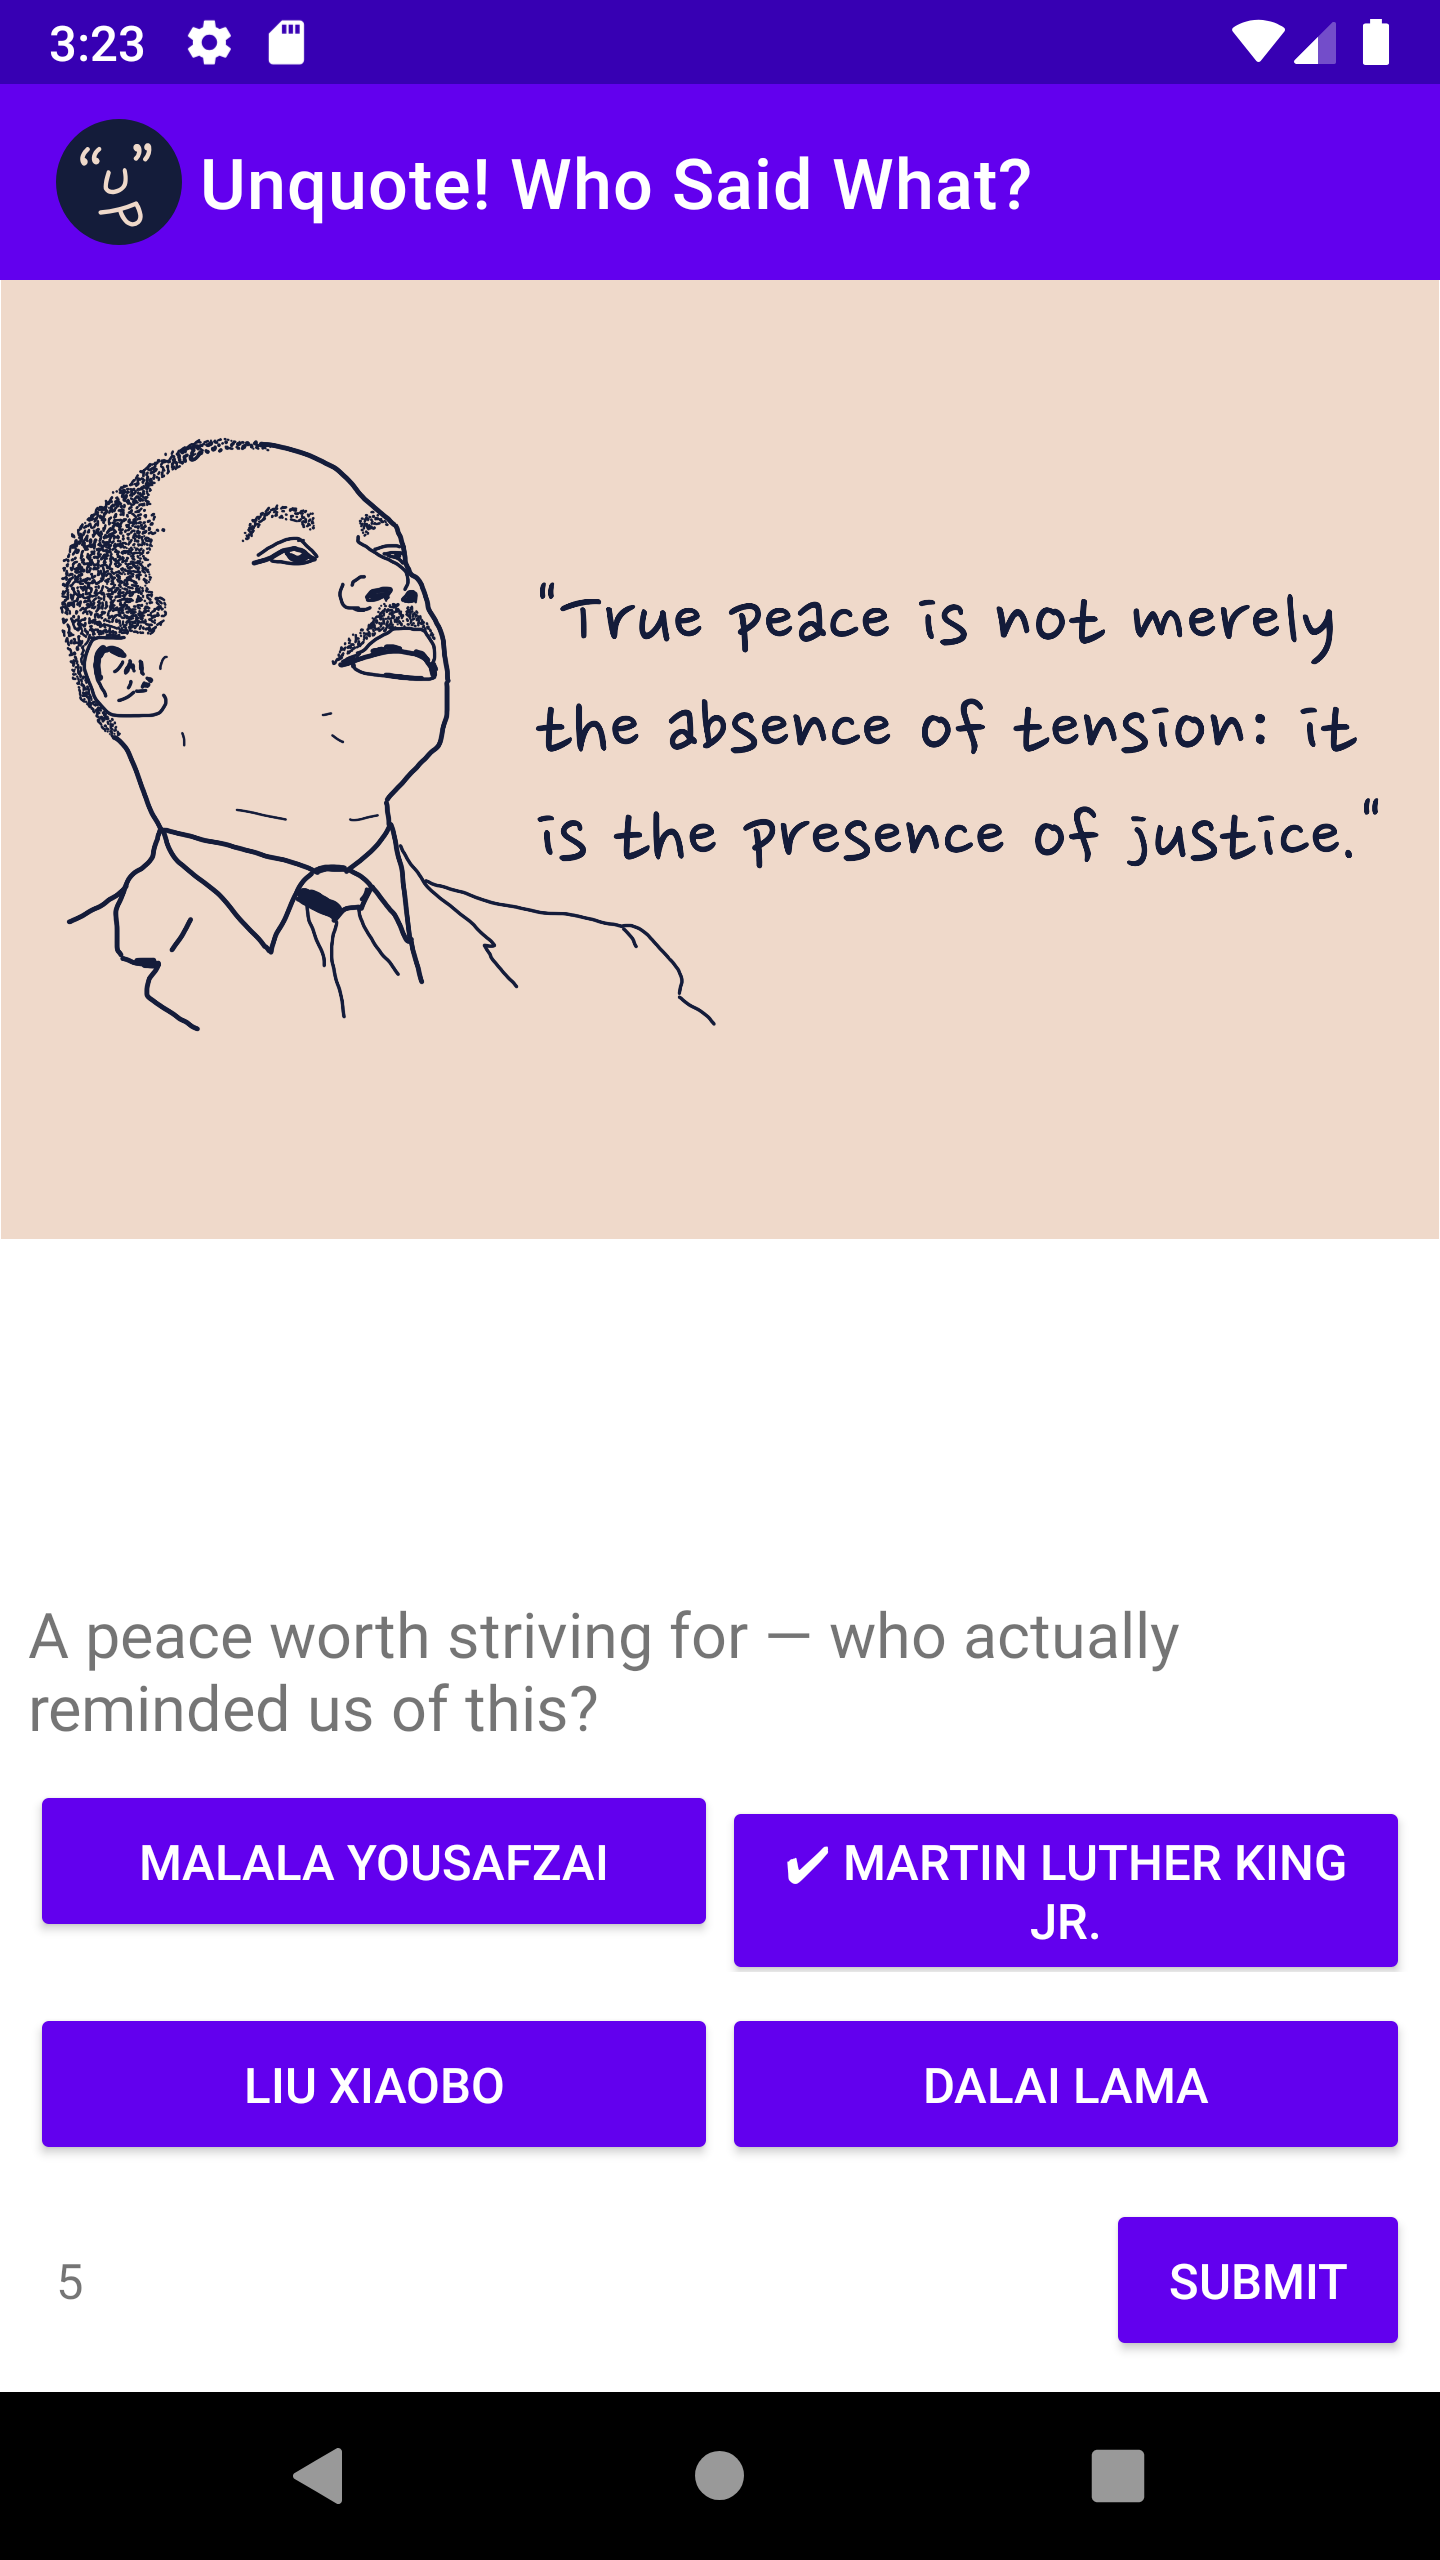 3:23
Unquote! Who Said What?
"True peace is not merely
the absence of tension: it
is the presence of justice."
A peace worth striving for — who actually
reminded us of this?
MALALA YOUSAFZAI
✔ MARTIN LUTHER KING
JR.
LIU XIAOBO
DALAI LAMA
5
SUBMIT